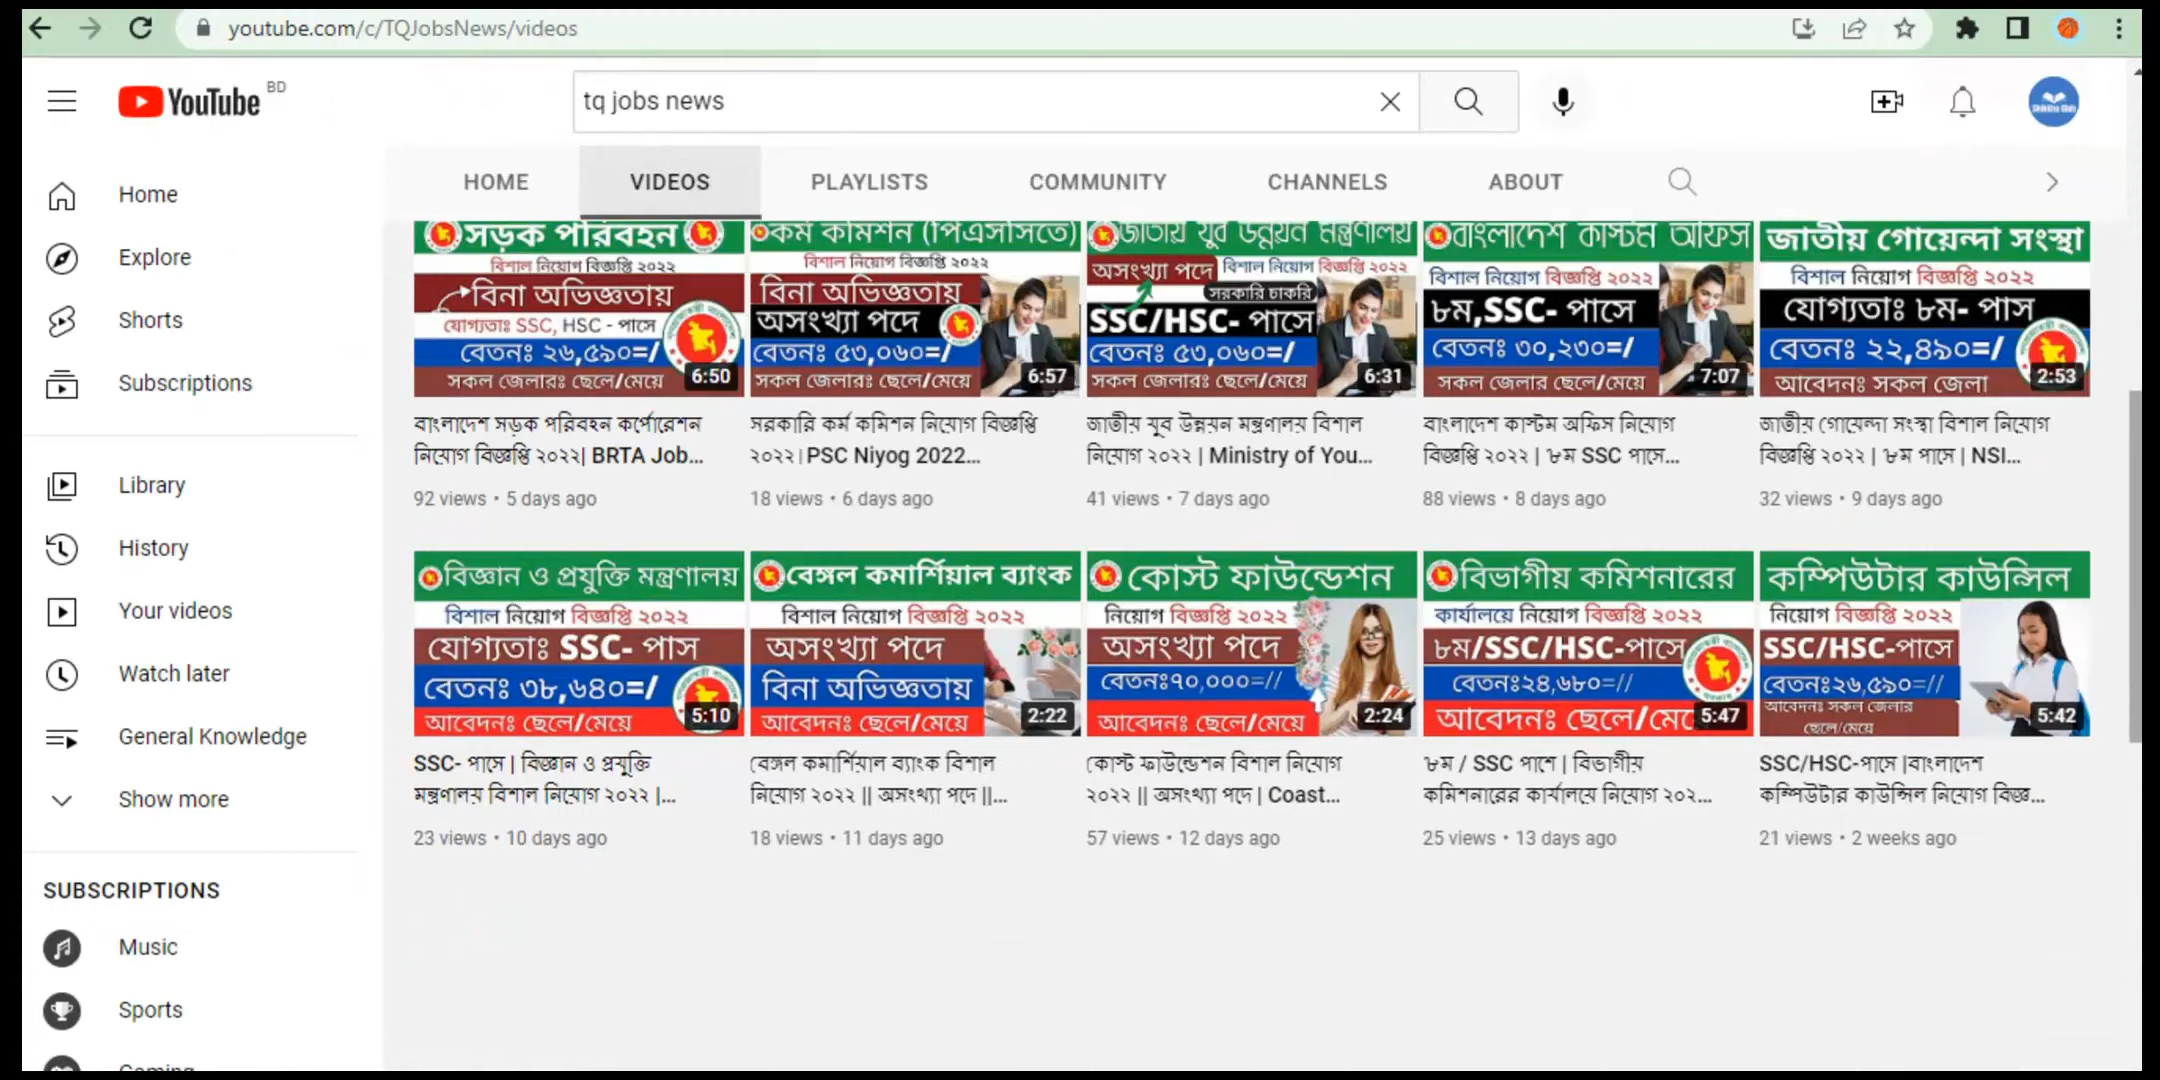 youtube.com/c/TQJobsNews/videos
YouTube BD
tq jobs news
HOME VIDEOS PLAYLISTS COMMUNITY CHANNELS ABOUT
Home
Explore
Shorts
Subscriptions
Library
History
Your videos
Watch later
General Knowledge
Show more
SUBSCRIPTIONS
Music
Sports
Gaming
সড়ক পরিবহন
বিশাল নিয়োগ বিজ্ঞপ্তি ২০২২
বিনা অভিজ্ঞতায়
যোগ্যতাঃ SSC, HSC - পাসে
বেতনঃ ২৬,৫৯০=/
সকল জেলারঃ ছেলে/মেয়ে
6:50
বাংলাদেশ সড়ক পরিবহন কর্পোরেশন
নিয়োগ বিজ্ঞপ্তি ২০২২| BRTA Job...
92 views • 5 days ago
কর্ম কমিশন (পিএসসিতে)
বিশাল নিয়োগ বিজ্ঞপ্তি ২০২২
বিনা অভিজ্ঞতায়
অসংখ্যা পদে
বেতনঃ ৫৩,০৬০=/
সকল জেলারঃ ছেলে/মেয়ে
6:57
সরকারি কর্ম কমিশন নিয়োগ বিজ্ঞপ্তি
২০২২। PSC Niyog 2022...
18 views • 6 days ago
জাতীয় যুব উন্নয়ন মন্ত্রণালয়
অসংখ্যা পদে বিশাল নিয়োগ বিজ্ঞপ্তি ২০২২
সরকারি চাকরি
SSC/HSC- পাসে
বেতনঃ ৫৩,০৬০=/
সকল জেলারঃ ছেলে/মেয়ে
6:31
জাতীয় যুব উন্নয়ন মন্ত্রণালয় বিশাল
নিয়োগ ২০২২ | Ministry of You...
41 views • 7 days ago
বাংলাদেশ কাস্টম অফিস
বিশাল নিয়োগ বিজ্ঞপ্তি ২০২২
৮ম,SSC- পাসে
বেতনঃ ৩০,২৩০=/
সকল জেলার ছেলে/মেয়ে
7:07
বাংলাদেশ কাস্টম অফিস নিয়োগ
বিজ্ঞপ্তি ২০২২ | ৮ম SSC পাসে...
88 views • 8 days ago
জাতীয় গোয়েন্দা সংস্থা
বিশাল নিয়োগ বিজ্ঞপ্তি ২০২২
যোগ্যতাঃ ৮ম- পাস
বেতনঃ ২২,৪৯০=/
আবেদনঃ সকল জেলা
2:53
জাতীয় গোয়েন্দা সংস্থা বিশাল নিয়োগ
বিজ্ঞপ্তি ২০২২ | ৮ম পাসে | NSI...
32 views • 9 days ago
বিজ্ঞান ও প্রযুক্তি মন্ত্রণালয়
বিশাল নিয়োগ বিজ্ঞপ্তি ২০২২
যোগ্যতাঃ SSC- পাস
বেতনঃ ৩৮,৬৪০=/
আবেদনঃ ছেলে/মেয়ে
5:10
SSC- পাসে | বিজ্ঞান ও প্রযুক্তি
মন্ত্রণালয় বিশাল নিয়োগ ২০২২ |...
23 views • 10 days ago
বেঙ্গল কমার্শিয়াল ব্যাংক
বিশাল নিয়োগ বিজ্ঞপ্তি ২০২২
অসংখ্যা পদে
বিনা অভিজ্ঞতায়
আবেদনঃ ছেলে/মেয়ে
2:22
বেঙ্গল কমার্শিয়াল ব্যাংক বিশাল
নিয়োগ ২০২২ || অসংখ্যা পদে ||...
18 views • 11 days ago
কোস্ট ফাউন্ডেশন
নিয়োগ বিজ্ঞপ্তি ২০২২
অসংখ্যা পদে
বেতনঃ৭০,০০০=//
আবেদনঃ ছেলে/মেয়ে
2:24
কোস্ট ফাউন্ডেশন বিশাল নিয়োগ
২০২২ || অসংখ্যা পদে | Coast...
57 views • 12 days ago
বিভাগীয় কমিশনারের
কার্যালয়ে নিয়োগ বিজ্ঞপ্তি ২০২২
৮ম/SSC/HSC-পাসে
বেতনঃ২৪,৬৮০=//
আবেদনঃ ছেলে/মেয়ে
5:47
৮ম / SSC পাশে | বিভাগীয়
কমিশনারের কার্যালয়ে নিয়োগ ২০২...
25 views • 13 days ago
কম্পিউটার কাউন্সিল
নিয়োগ বিজ্ঞপ্তি ২০২২
SSC/HSC-পাসে
বেতনঃ২৬,৫৯০=//
আবেদনঃ সকল জেলার
ছেলে/মেয়ে
5:42
SSC/HSC-পাসে |বাংলাদেশ
কম্পিউটার কাউন্সিল নিয়োগ বিজ্ঞ...
21 views • 2 weeks ago